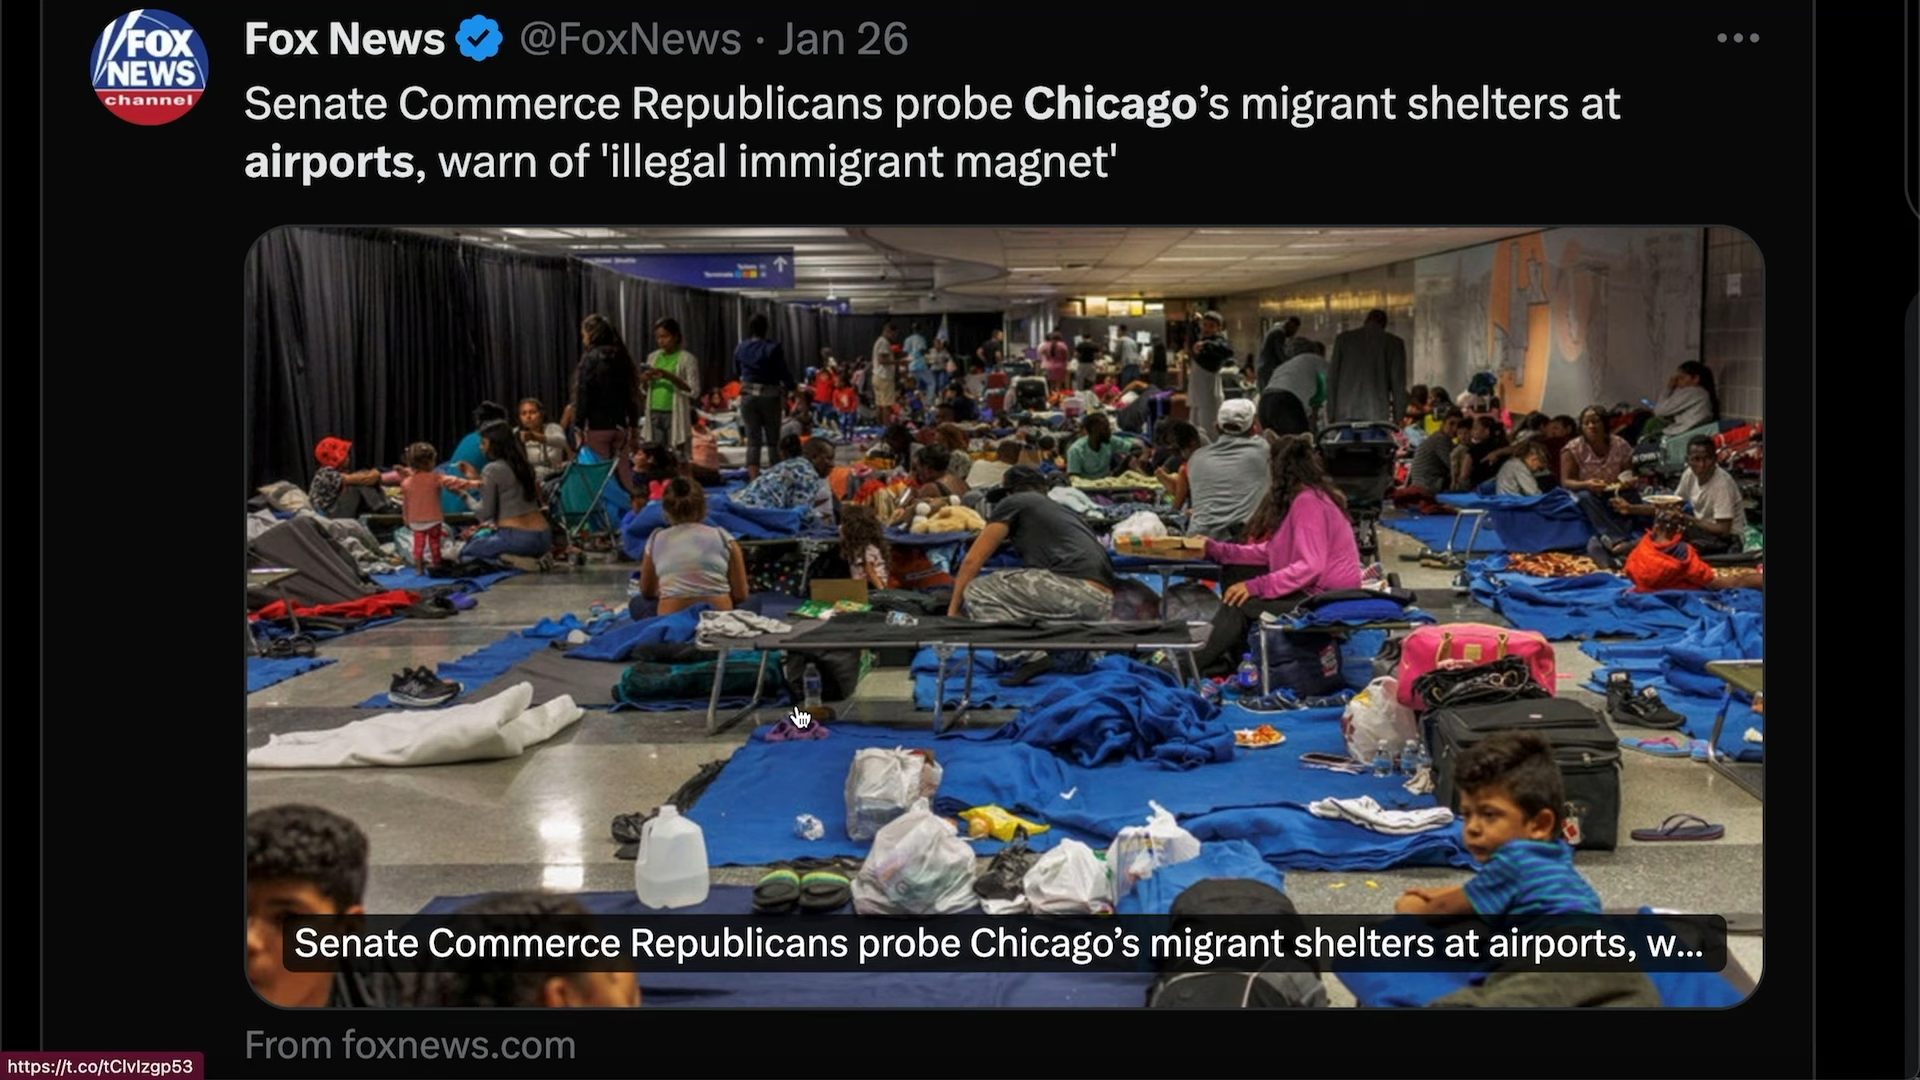 FOX
NEWS
channel
Fox News @FoxNews · Jan 26
Senate Commerce Republicans probe Chicago’s migrant shelters at
airports, warn of 'illegal immigrant magnet'
Terminals
Senate Commerce Republicans probe Chicago’s migrant shelters at airports, w...
From foxnews.com
https://t.co/tClvIzgp53